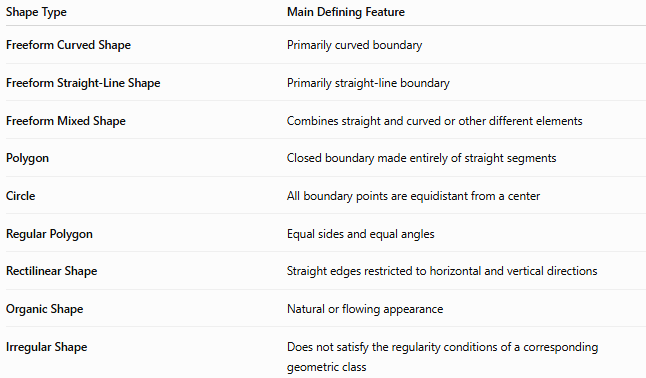 Shape Type Main Defining Feature
Freeform Curved Shape Primarily curved boundary
Freeform Straight-Line Shape Primarily straight-line boundary
Freeform Mixed Shape Combines straight and curved or other different elements
Polygon Closed boundary made entirely of straight segments
Circle All boundary points are equidistant from a center
Regular Polygon Equal sides and equal angles
Rectilinear Shape Straight edges restricted to horizontal and vertical directions
Organic Shape Natural or flowing appearance
Irregular Shape Does not satisfy the regularity conditions of a corresponding
geometric class